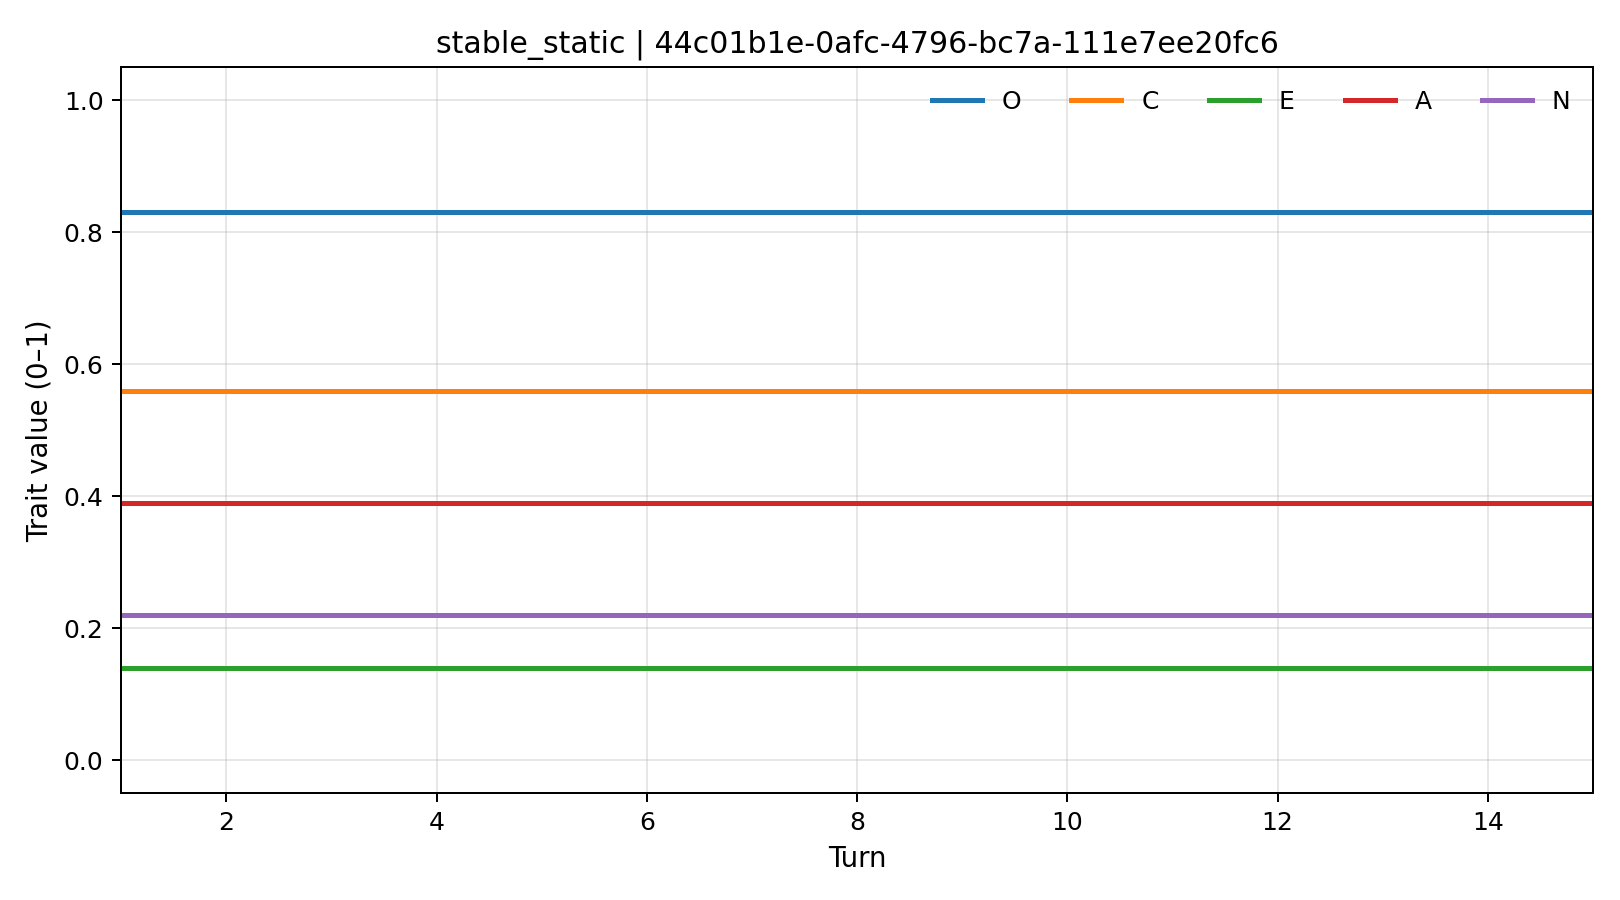 stable_static | 44c01b1e-0afc-4796-bc7a-111e7ee20fc6
O C E A N
Trait value (0–1)
1.0
0.8
0.6
0.4
0.2
0.0
2 4 6 8 10 12 14
Turn